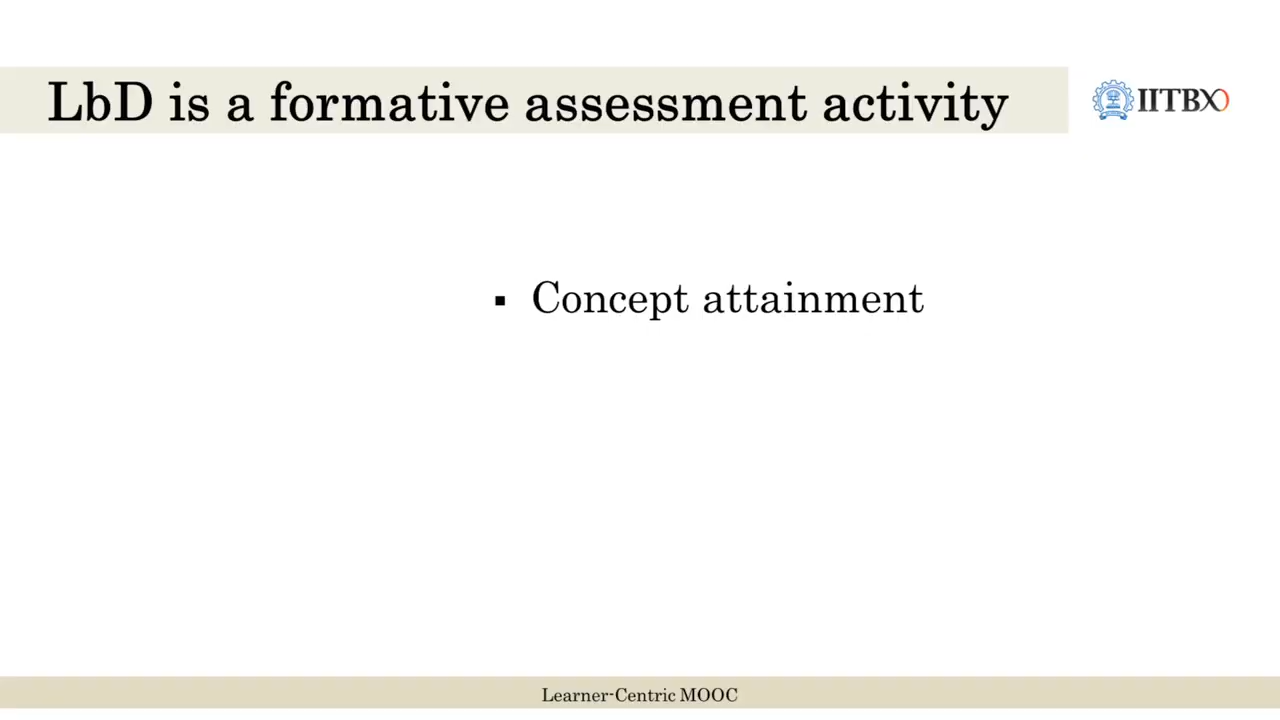 LbD is a formative assessment activity
IITBX
▪ Concept attainment
Learner-Centric MOOC